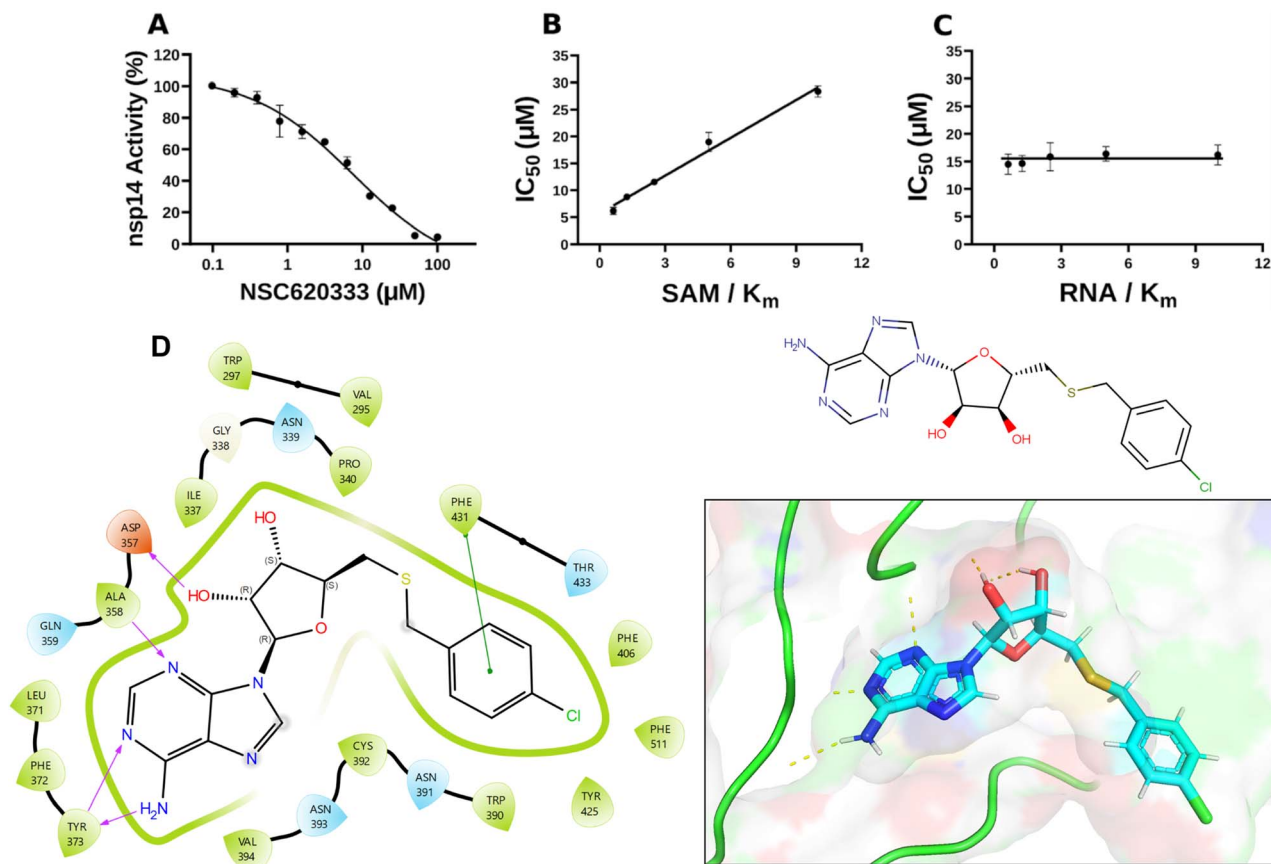 A
nsp14 Activity (%)
120
100
80
60
40
20
0
0.1 1 10 100
NSC620333 (µM)
B
IC50 (µM)
35
30
25
20
15
10
5
0
0 3 6 9 12
SAM / Km
C
IC50 (µM)
35
30
25
20
15
10
5
0
0 3 6 9 12
RNA / Km
D
TRP
297
VAL
295
GLY
338
ASN
339
PRO
340
ILE
337
ASP
357
ALA
358
GLN
359
LEU
371
PHE
372
TYR
373
VAL
394
ASN
393
CYS
392
ASN
391
TRP
390
TYR
425
PHE
511
PHE
406
THR
433
PHE
431
HO
HO
(S)
(R)
(S)
(R)
O
S
Cl
N
N
N
N
H2N
H2N
N
N
N
N
O
S
HO
OH
Cl